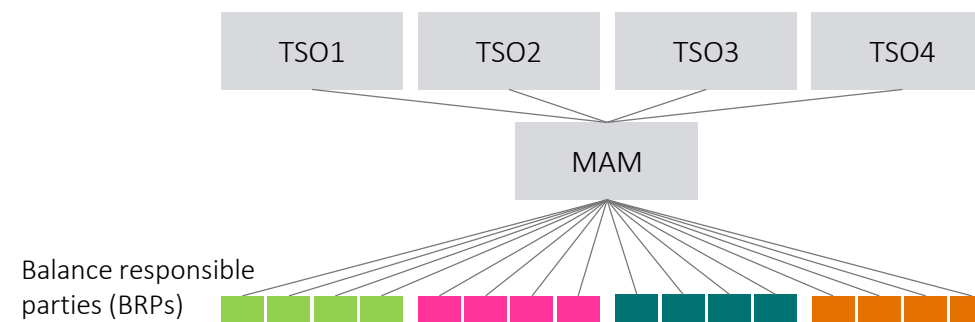 TSO1 TSO2 TSO3 TSO4
MAM
Balance responsible
parties (BRPs)